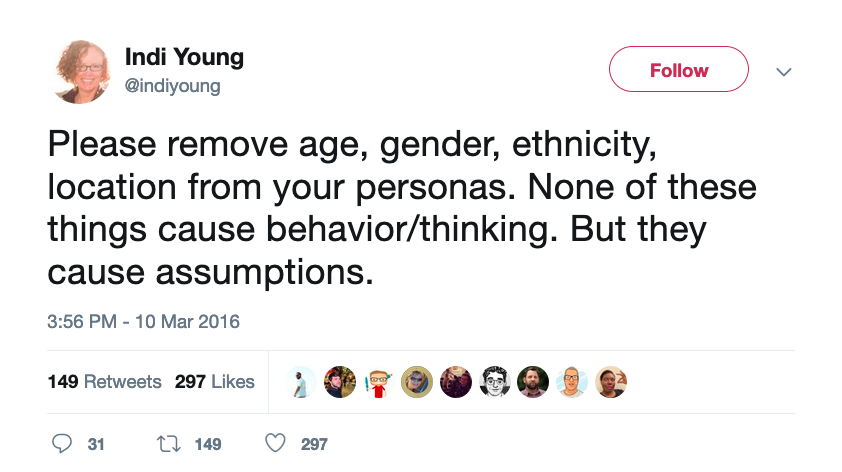 Indi Young
@indiyoung
Follow
Please remove age, gender, ethnicity,
location from your personas. None of these
things cause behavior/thinking. But they
cause assumptions.
3:56 PM - 10 Mar 2016
149 Retweets 297 Likes
31 149 297